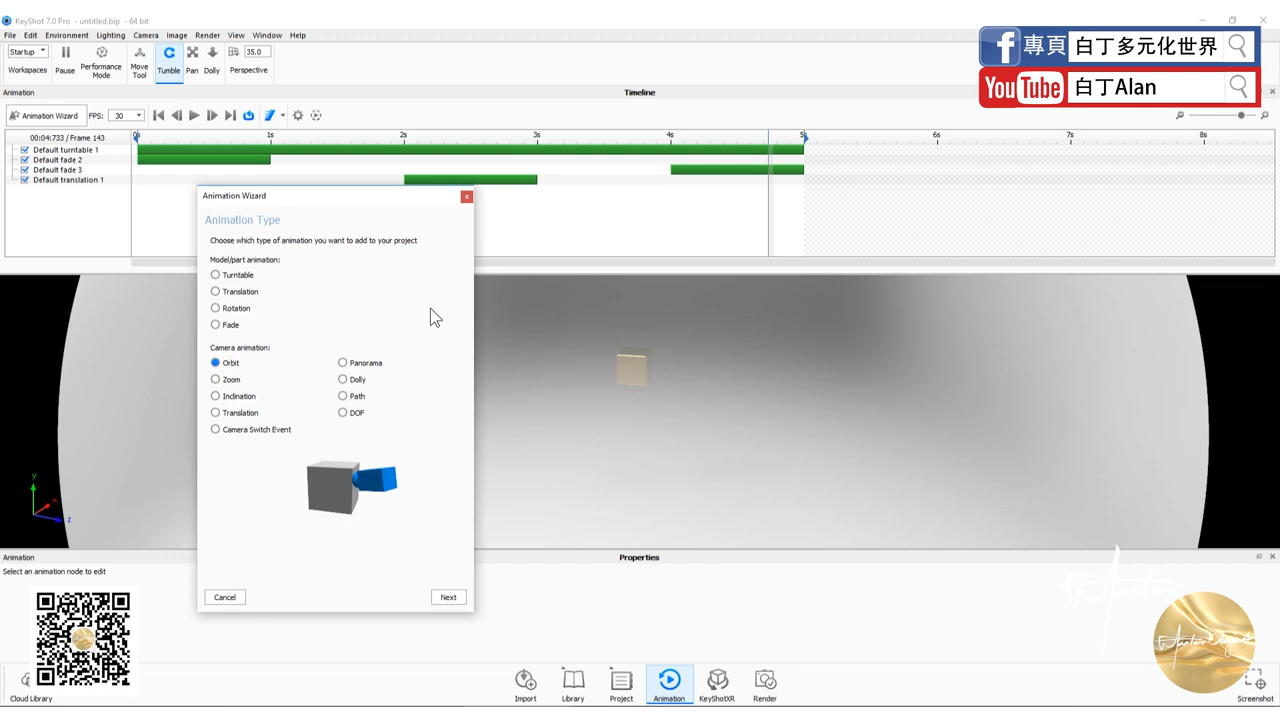 KeyShot 7.0 Pro - untitled.bip - 64 bit
File Edit Environment Lighting Camera Image Render View Window Help
Startup
35.0
Workspaces Pause Performance Mode Move Tool Tumble Pan Dolly Perspective
f 專頁 白丁多元化世界
YouTube 白丁Alan
Animation
Timeline
Animation Wizard FPS: 30
00:04:733 / Frame 143
0s 1s 2s 3s 4s 5s 6s 7s 8s
Default turntable 1
Default fade 2
Default fade 3
Default translation 1
Animation Wizard
x
Animation Type
Choose which type of animation you want to add to your project
Model/part animation:
Turntable
Translation
Rotation
Fade
Camera animation:
Orbit Panorama
Zoom Dolly
Inclination Path
Translation DOF
Camera Switch Event
Cancel Next
y
x
z
Animation
Properties
Select an animation node to edit
Cloud Library
Import Library Project Animation KeyShotXR Render
Screenshot